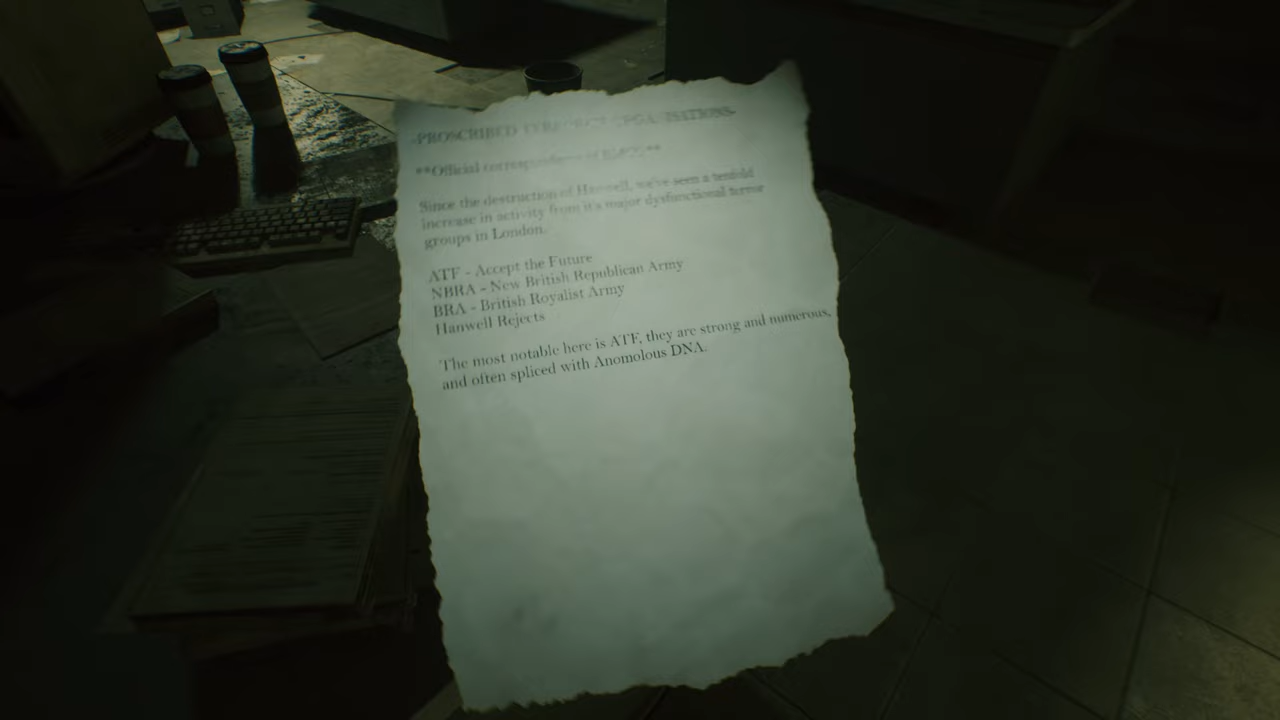 -PROSCRIBED
**Official
Since the destruction of Hanwell, we've seen a tenfold
increase in activity from it's major dysfunctional terror
groups in London.
ATF - Accept the Future
NBRA - New British Republican Army
BRA - British Royalist Army
Hanwell Rejects
The most notable here is ATF, they are strong and numerous,
and often spliced with Anomolous DNA.